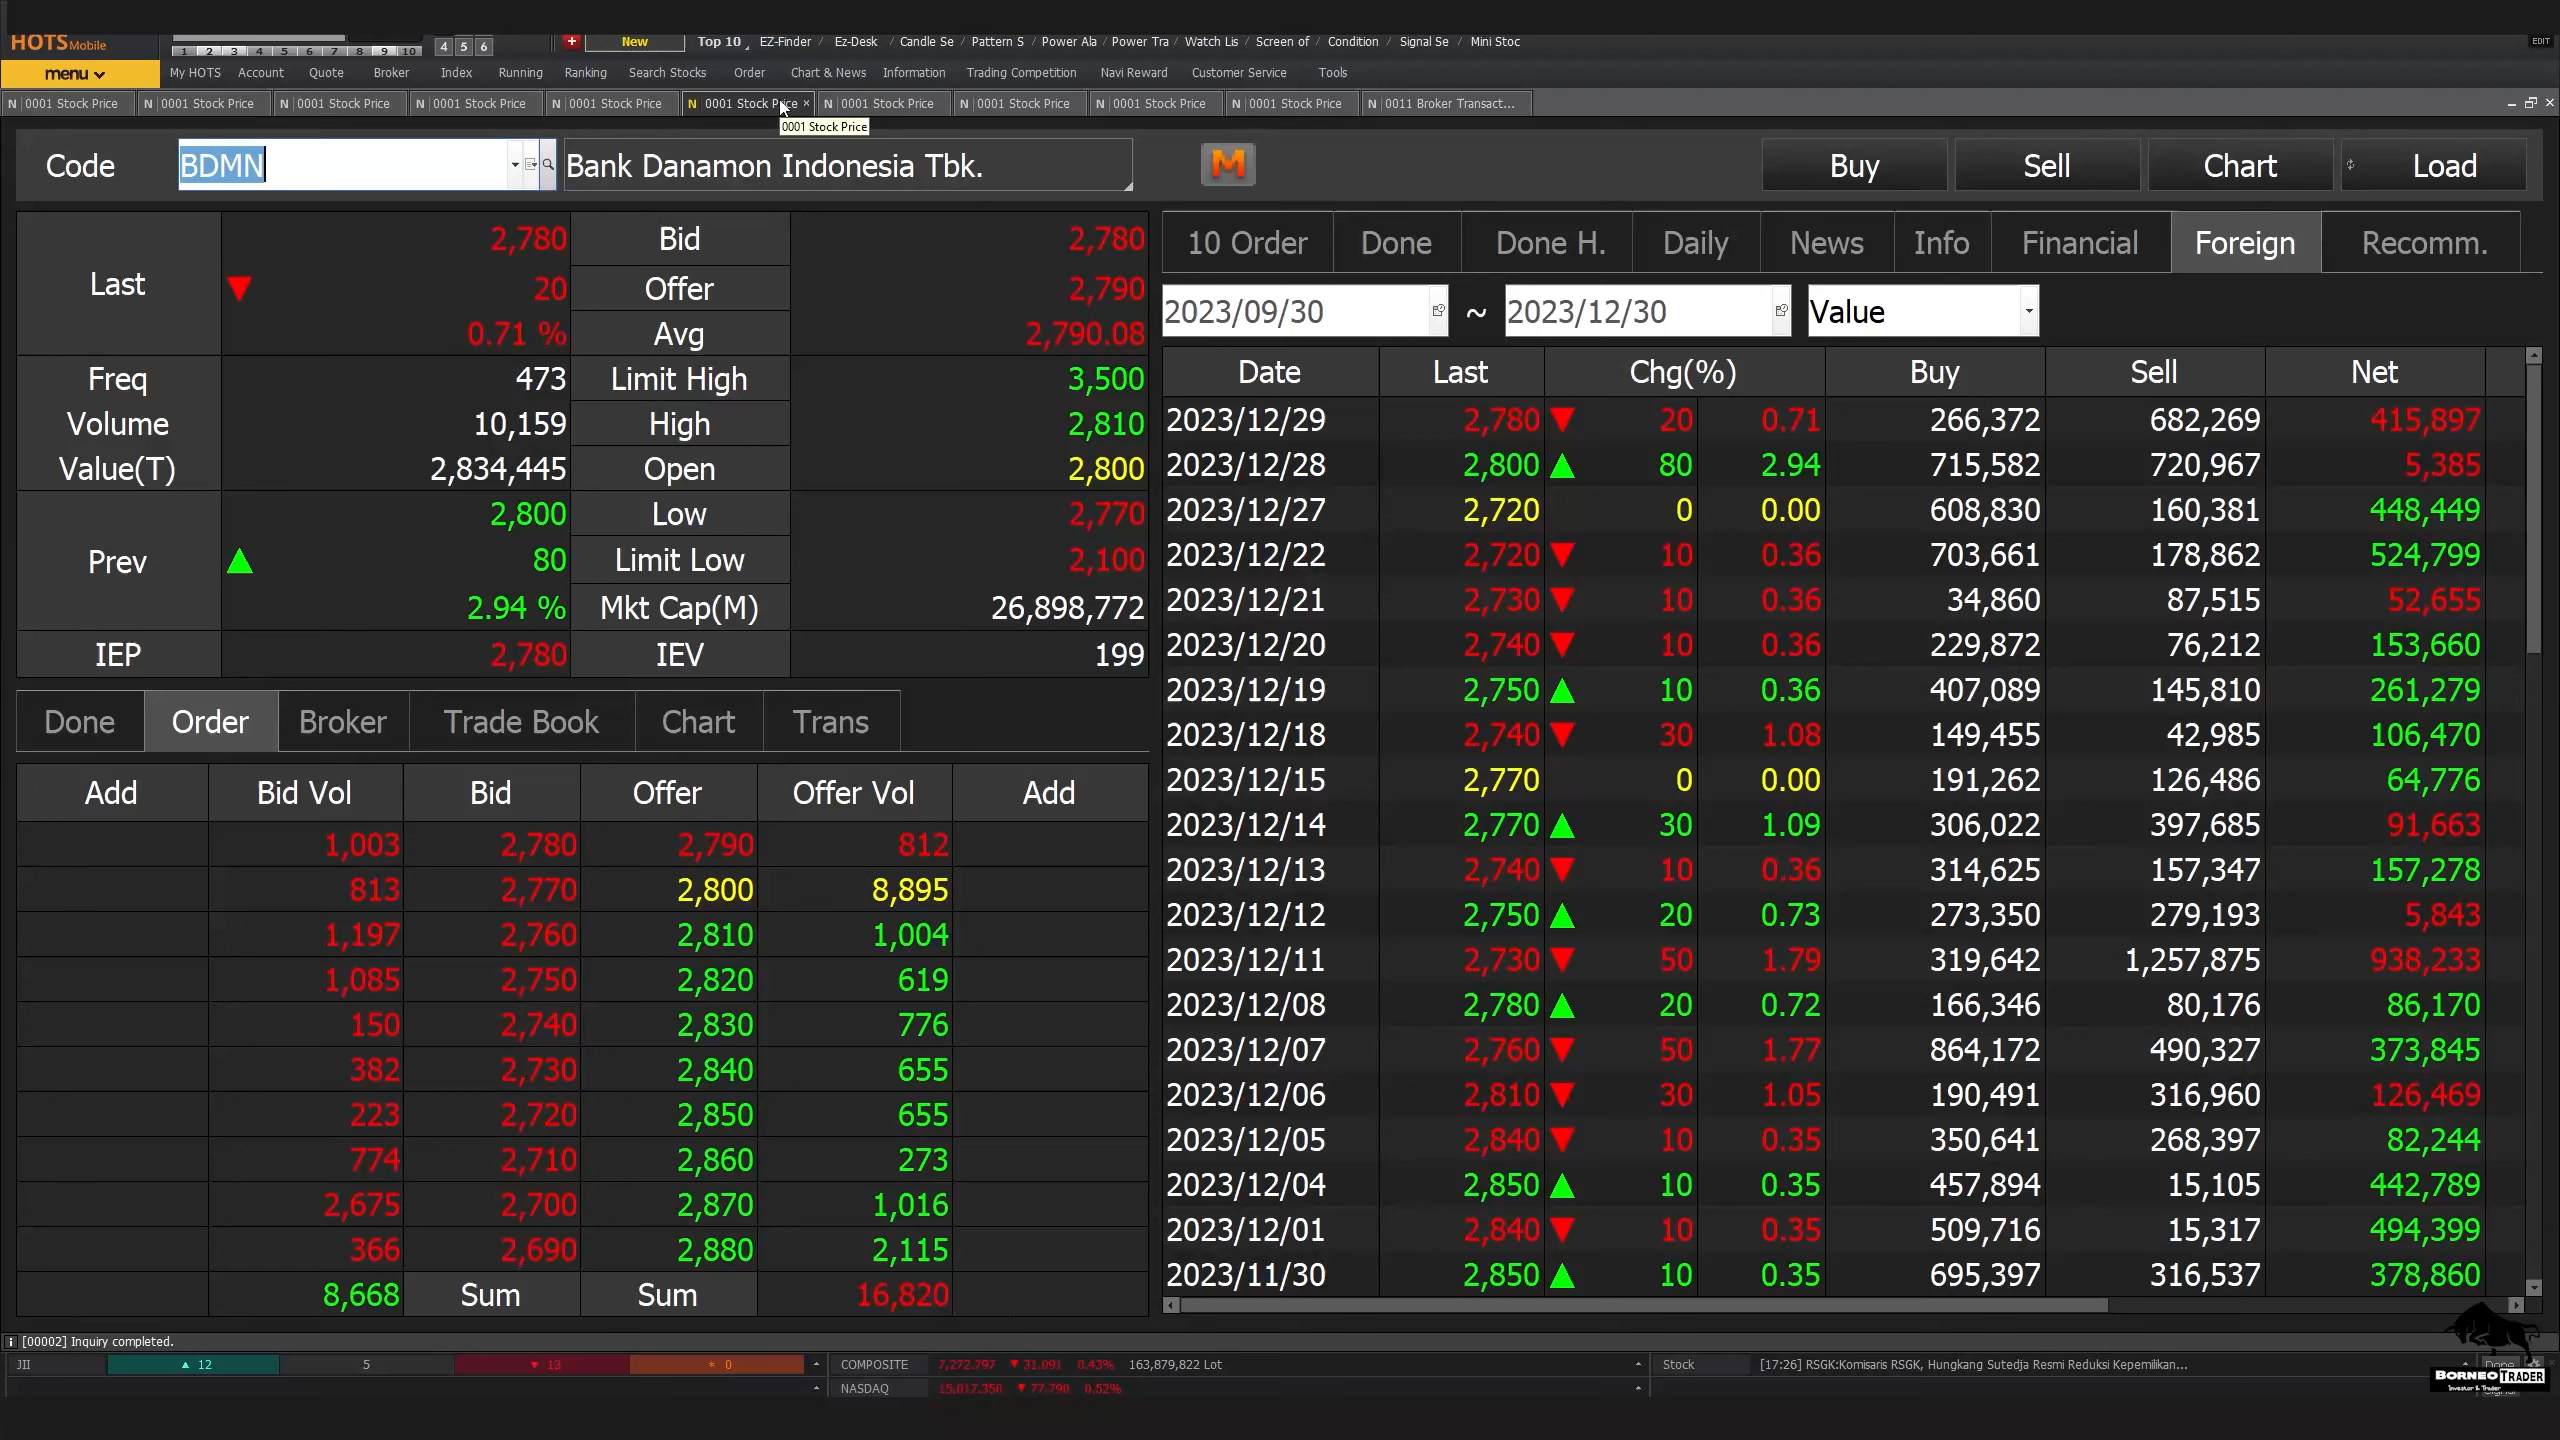 HOTS Mobile
1 2 3 4 5 6 7 8 9 10 4 5 6 New Top 10 EZ-Finder / Ez-Desk / Candle Se / Pattern S / Power Ala / Power Tra / Watch Lis / Screen of / Condition / Signal Se / Mini Stoc EDIT
menu My HOTS Account Quote Broker Index Running Ranking Search Stocks Order Chart & News Information Trading Competition Navi Reward Customer Service Tools
N 0001 Stock Price N 0001 Stock Price N 0001 Stock Price N 0001 Stock Price N 0001 Stock Price N 0001 Stock Price × N 0001 Stock Price N 0001 Stock Price N 0001 Stock Price N 0001 Stock Price N 0011 Broker Transact...
0001 Stock Price
Code BDMN Bank Danamon Indonesia Tbk. M Buy Sell Chart Load
Last 2,780 ▼ 20 0.71 %
Bid 2,780
Offer 2,790
Avg 2,790.08
Freq 473 Limit High 3,500
Volume 10,159 High 2,810
Value(T) 2,834,445 Open 2,800
Prev 2,800 ▲ 80 2.94 %
Low 2,770
Limit Low 2,100
Mkt Cap(M) 26,898,772
IEP 2,780 IEV 199
Done Order Broker Trade Book Chart Trans
Add Bid Vol Bid Offer Offer Vol Add
1,003 2,780 2,790 812
813 2,770 2,800 8,895
1,197 2,760 2,810 1,004
1,085 2,750 2,820 619
150 2,740 2,830 776
382 2,730 2,840 655
223 2,720 2,850 655
774 2,710 2,860 273
2,675 2,700 2,870 1,016
366 2,690 2,880 2,115
8,668 Sum Sum 16,820
10 Order Done Done H. Daily News Info Financial Foreign Recomm.
2023/09/30 ~ 2023/12/30 Value
Date Last Chg(%) Buy Sell Net
2023/12/29 2,780 ▼ 20 0.71 266,372 682,269 415,897
2023/12/28 2,800 ▲ 80 2.94 715,582 720,967 5,385
2023/12/27 2,720 0 0.00 608,830 160,381 448,449
2023/12/22 2,720 ▼ 10 0.36 703,661 178,862 524,799
2023/12/21 2,730 ▼ 10 0.36 34,860 87,515 52,655
2023/12/20 2,740 ▼ 10 0.36 229,872 76,212 153,660
2023/12/19 2,750 ▲ 10 0.36 407,089 145,810 261,279
2023/12/18 2,740 ▼ 30 1.08 149,455 42,985 106,470
2023/12/15 2,770 0 0.00 191,262 126,486 64,776
2023/12/14 2,770 ▲ 30 1.09 306,022 397,685 91,663
2023/12/13 2,740 ▼ 10 0.36 314,625 157,347 157,278
2023/12/12 2,750 ▲ 20 0.73 273,350 279,193 5,843
2023/12/11 2,730 ▼ 50 1.79 319,642 1,257,875 938,233
2023/12/08 2,780 ▲ 20 0.72 166,346 80,176 86,170
2023/12/07 2,760 ▼ 50 1.77 864,172 490,327 373,845
2023/12/06 2,810 ▼ 30 1.05 190,491 316,960 126,469
2023/12/05 2,840 ▼ 10 0.35 350,641 268,397 82,244
2023/12/04 2,850 ▲ 10 0.35 457,894 15,105 442,789
2023/12/01 2,840 ▼ 10 0.35 509,716 15,317 494,399
2023/11/30 2,850 ▲ 10 0.35 695,397 316,537 378,860
[00002] Inquiry completed.
JII ▲ 12 5 ▼ 13 * 0 COMPOSITE 7,272.797 ▼ 31.091 0.43% 163,879,822 Lot Stock [17:26] RSGK:Komisaris RSGK, Hungkang Sutedja Resmi Reduksi Kepemilikan... Done
NASDAQ 15,017.350 ▼ 77.790 0.52%
BORNEO TRADER
Investor & Trader